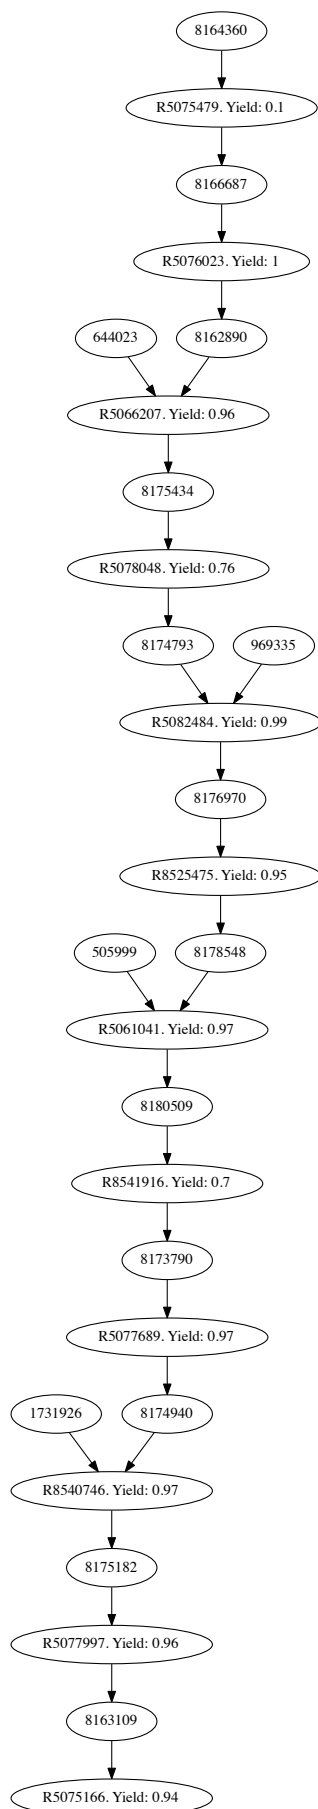 8164360
R5075479. Yield: 0.1
8166687
R5076023. Yield: 1
644023
8162890
R5066207. Yield: 0.96
8175434
R5078048. Yield: 0.76
8174793
969335
R5082484. Yield: 0.99
8176970
R8525475. Yield: 0.95
505999
8178548
R5061041. Yield: 0.97
8180509
R8541916. Yield: 0.7
8173790
R5077689. Yield: 0.97
1731926
8174940
R8540746. Yield: 0.97
8175182
R5077997. Yield: 0.96
8163109
R5075166. Yield: 0.94